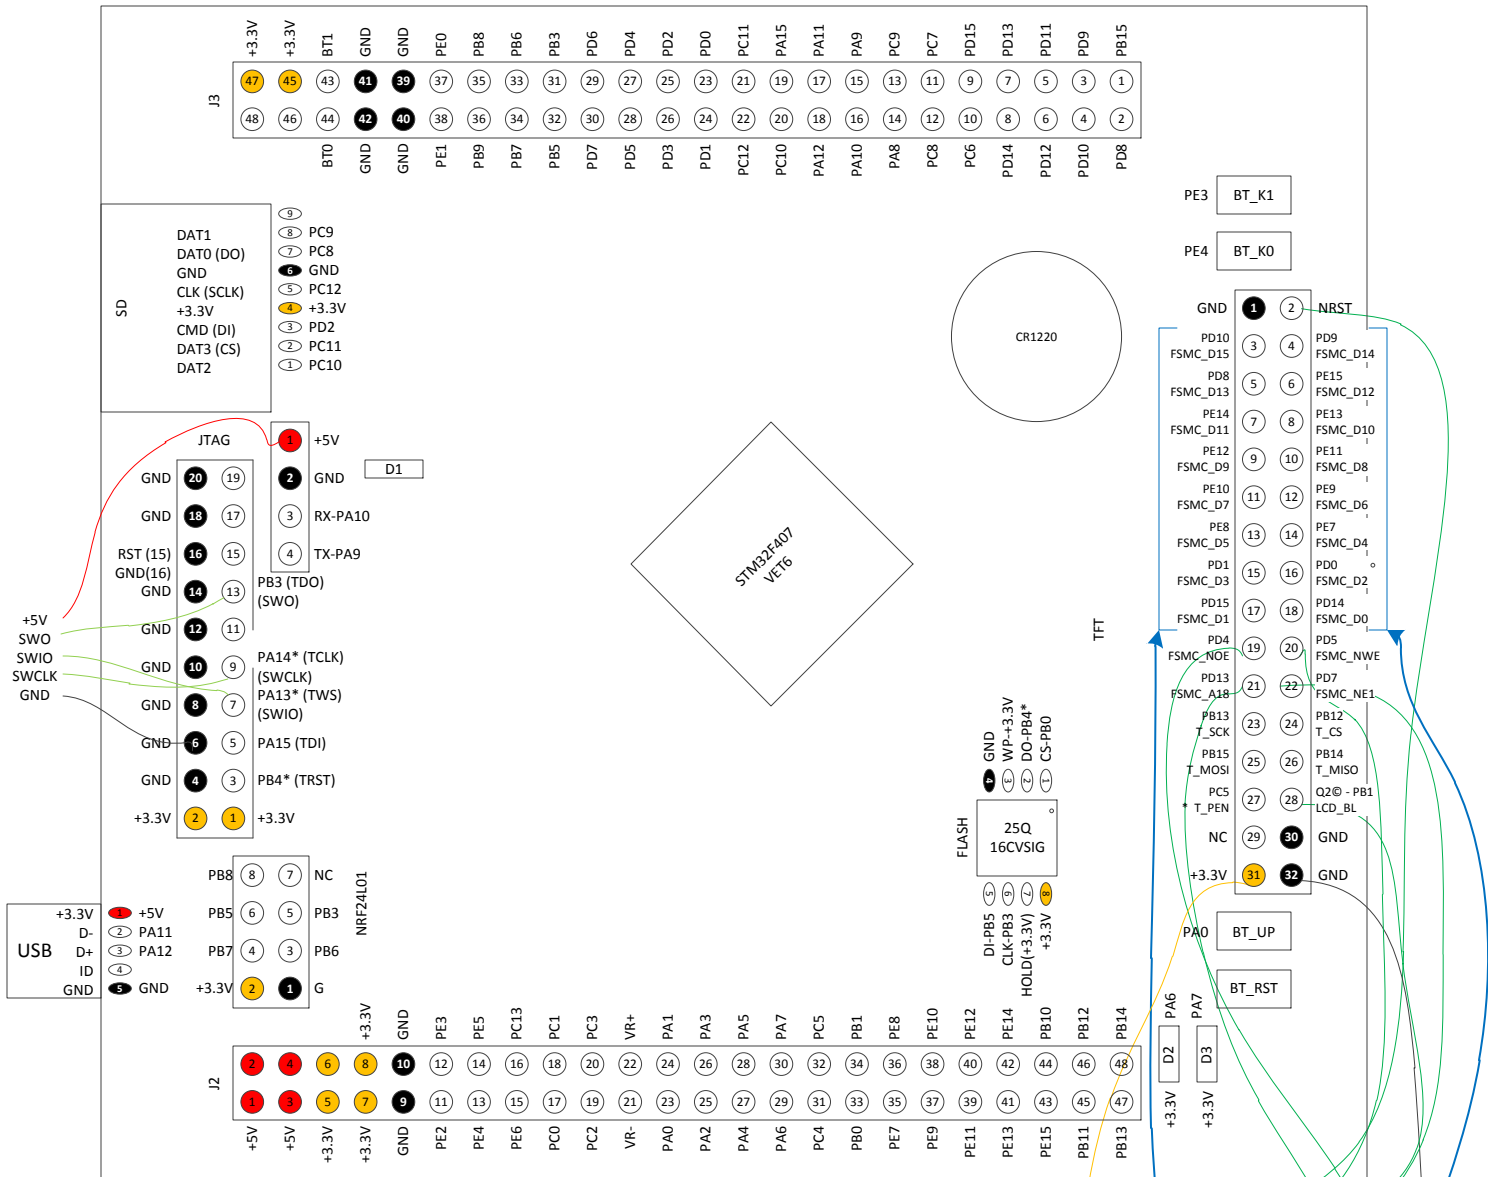 +3.3V +3.3V BT1 GND GND PE0 PB8 PB6 PB3 PD6 PD4 PD2 PD0 PC11 PA15 PA11 PA9 PC9 PC7 PD15 PD13 PD11 PD9 PB15
J3
47 45 43 41 39 37 35 33 31 29 27 25 23 21 19 17 15 13 11 9 7 5 3 1
48 46 44 42 40 38 36 34 32 30 28 26 24 22 20 18 16 14 12 10 8 6 4 2
BT0 GND GND PE1 PB9 PB7 PB5 PD7 PD5 PD3 PD1 PC12 PC10 PA12 PA10 PA8 PC8 PC6 PD14 PD12 PD10 PD8
PE3 BT_K1
PE4 BT_K0
SD
9
DAT1 8 PC9
DAT0 (DO) 7 PC8
GND 6 GND
CLK (SCLK) 5 PC12
+3.3V 4 +3.3V
CMD (DI) 3 PD2
DAT3 (CS) 2 PC11
DAT2 1 PC10
CR1220
JTAG
1 +5V
2 GND
3 RX-PA10
4 TX-PA9
D1
GND 20 19
GND 18 17
RST (15) 16 15
GND(16)
GND 14 13 PB3 (TDO)
(SWO)
GND 12 11
GND 10 9 PA14* (TCLK)
(SWCLK)
GND 8 7 PA13* (TWS)
(SWIO)
GND 6 5 PA15 (TDI)
GND 4 3 PB4* (TRST)
+3.3V 2 1 +3.3V
+5V
SWO
SWIO
SWCLK
GND
STM32F407
VET6
TFT
GND 1 2 NRST
PD10 3 4 PD9
FSMC_D15 FSMC_D14
PD8 5 6 PE15
FSMC_D13 FSMC_D12
PE14 7 8 PE13
FSMC_D11 FSMC_D10
PE12 9 10 PE11
FSMC_D9 FSMC_D8
PE10 11 12 PE9
FSMC_D7 FSMC_D6
PE8 13 14 PE7
FSMC_D5 FSMC_D4
PD1 15 16 PD0
FSMC_D3 FSMC_D2
PD15 17 18 PD14
FSMC_D1 FSMC_D0
PD4 19 20 PD5
FSMC_NOE FSMC_NWE
PD13 21 22 PD7
FSMC_A18 FSMC_NE1
PB13 23 24 PB12
T_SCK T_CS
PB15 25 26 PB14
T_MOSI T_MISO
PC5 27 28 Q2© - PB1
* T_PEN LCD_BL
NC 29 30 GND
+3.3V 31 32 GND
GND WP-+3.3V DO-PB4* CS-PB0
4 3 2 1
FLASH
25Q
16CVSIG
5 6 7 8
DI-PB5 CLK-PB3 HOLD(+3.3V) +3.3V
PB8 8 7 NC
PB5 6 5 PB3
PB7 4 3 PB6
+3.3V 2 1 G
NRF24L01
USB
+3.3V 1 +5V
D- 2 PA11
D+ 3 PA12
ID 4
GND 5 GND
PA0 BT_UP
BT_RST
PA6 PA7
D2 D3
+3.3V +3.3V
+3.3V GND PE3 PE5 PC13 PC1 PC3 VR+ PA1 PA3 PA5 PA7 PC5 PB1 PE8 PE10 PE12 PE14 PB10 PB12 PB14
J2
2 4 6 8 10 12 14 16 18 20 22 24 26 28 30 32 34 36 38 40 42 44 46 48
1 3 5 7 9 11 13 15 17 19 21 23 25 27 29 31 33 35 37 39 41 43 45 47
+5V +5V +3.3V +3.3V GND PE2 PE4 PE6 PC0 PC2 VR- PA0 PA2 PA4 PA6 PC4 PB0 PE7 PE9 PE11 PE13 PE15 PB11 PB13